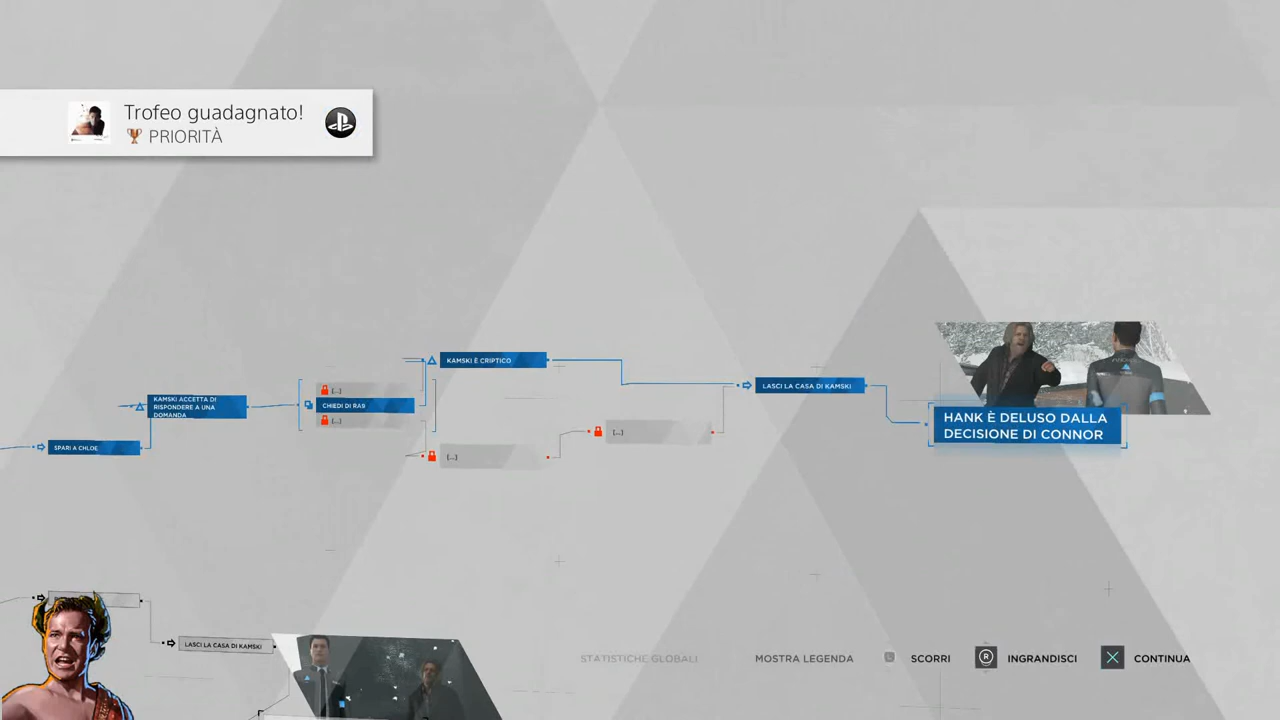 Trofeo guadagnato!
PRIORITÀ
KAMSKI È CRIPTICO
[...]
KAMSKI ACCETTA DI
RISPONDERE A UNA
DOMANDA
CHIEDI DI RA9
[...]
LASCI LA CASA DI KAMSKI
HANK È DELUSO DALLA
DECISIONE DI CONNOR
[...]
SPARI A CHLOE
[...]
LASCI LA CASA DI KAMSKI
STATISTICHE GLOBALI
MOSTRA LEGENDA
L
SCORRI
R
INGRANDISCI
CONTINUA